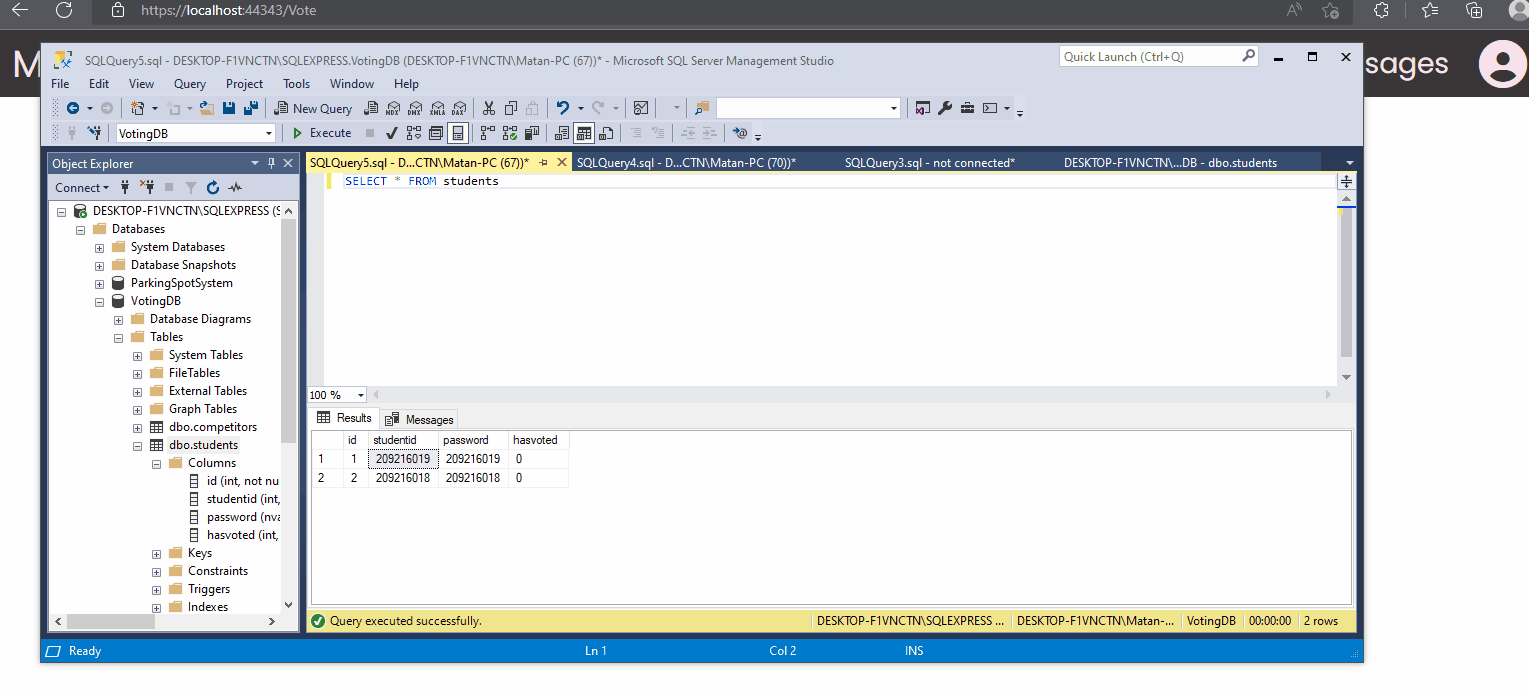 https://localhost:44343/Vote
M
sages
SQLQuery5.sql - DESKTOP-F1VNCTN\SQLEXPRESS.VotingDB (DESKTOP-F1VNCTN\Matan-PC (67))* - Microsoft SQL Server Management Studio
Quick Launch (Ctrl+Q)
File Edit View Query Project Tools Window Help
New Query MDX DMX XMLA DAX
VotingDB Execute
Object Explorer
Connect
DESKTOP-F1VNCTN\SQLEXPRESS (S
Databases
System Databases
Database Snapshots
ParkingSpotSystem
VotingDB
Database Diagrams
Tables
System Tables
FileTables
External Tables
Graph Tables
dbo.competitors
dbo.students
Columns
id (int, not nu
studentid (int,
password (nva
hasvoted (int,
Keys
Constraints
Triggers
Indexes
SQLQuery5.sql - D...CTN\Matan-PC (67))* SQLQuery4.sql - D...CTN\Matan-PC (70))* SQLQuery3.sql - not connected* DESKTOP-F1VNCTN\...DB - dbo.students
SELECT * FROM students
100 %
Results Messages
id studentid password hasvoted
1 1 209216019 209216019 0
2 2 209216018 209216018 0
Query executed successfully. DESKTOP-F1VNCTN\SQLEXPRESS ... DESKTOP-F1VNCTN\Matan-... VotingDB 00:00:00 2 rows
Ready Ln 1 Col 2 INS